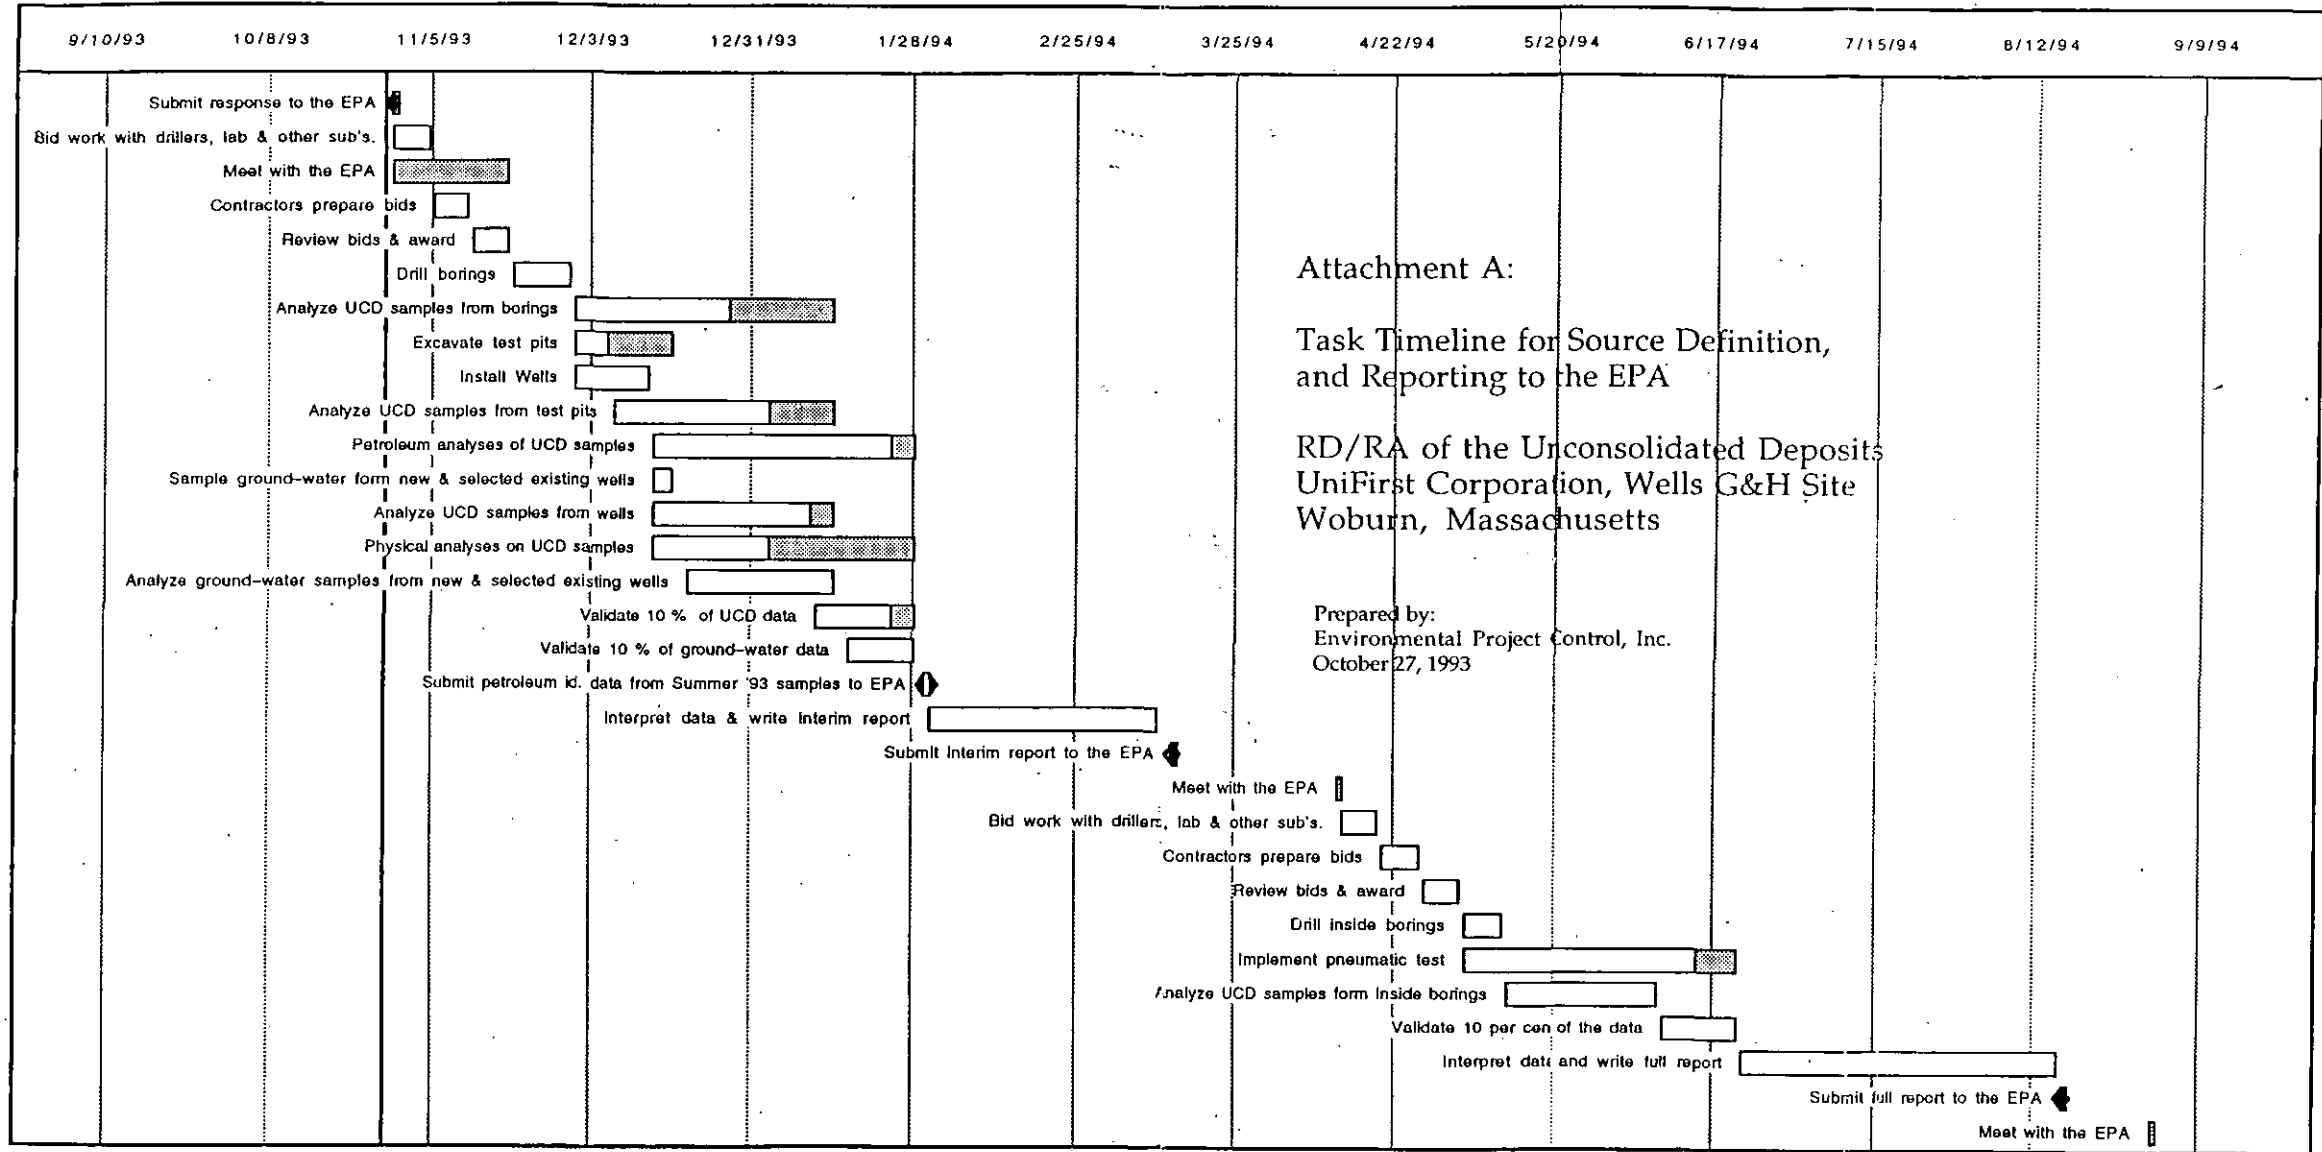 9/10/93 10/8/93 11/5/93 12/3/93 12/31/93 1/28/94 2/25/94 3/25/94 4/22/94 5/20/94 6/17/94 7/15/94 8/12/94 9/9/94
Submit response to the EPA
Bid work with drillers, lab & other sub's.
Meet with the EPA
Contractors prepare bids
Review bids & award
Drill borings
Analyze UCD samples from borings
Excavate test pits
Install Wells
Analyze UCD samples from test pits
Petroleum analyses of UCD samples
Sample ground-water form new & selected existing wells
Analyze UCD samples from wells
Physical analyses on UCD samples
Analyze ground-water samples from new & selected existing wells
Validate 10 % of UCD data
Validate 10 % of ground-water data
Submit petroleum id. data from Summer '93 samples to EPA
Interpret data & write Interim report
Submit Interim report to the EPA
Meet with the EPA
Bid work with drillers, lab & other sub's.
Contractors prepare bids
Review bids & award
Drill inside borings
Implement pneumatic test
Analyze UCD samples form Inside borings
Validate 10 per cen of the data
Interpret data and write full report
Submit full report to the EPA
Meet with the EPA
Attachment A:
Task Timeline for Source Definition,
and Reporting to the EPA
RD/RA of the Unconsolidated Deposits
UniFirst Corporation, Wells G&H Site
Woburn, Massachusetts
Prepared by:
Environmental Project Control, Inc.
October 27, 1993